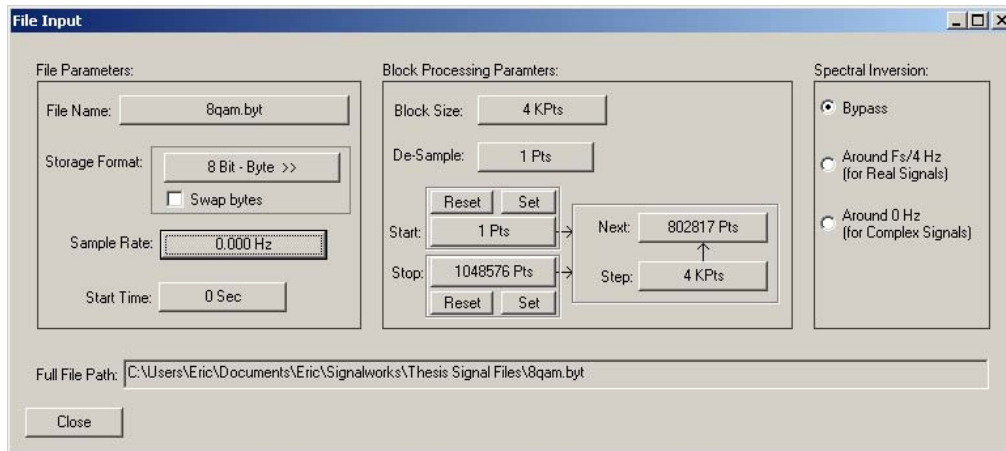 File Input
File Parameters:
File Name: 8qam.byt
Storage Format: 8 Bit - Byte >>
Swap bytes
Sample Rate: 0.000 Hz
Start Time: 0 Sec
Block Processing Paramters:
Block Size: 4 KPts
De-Sample: 1 Pts
Reset Set
Start: 1 Pts
Stop: 1048576 Pts
Reset Set
Next: 802817 Pts
Step: 4 KPts
Spectral Inversion:
Bypass
Around Fs/4 Hz
(for Real Signals)
Around 0 Hz
(for Complex Signals)
Full File Path: C:\Users\Eric\Documents\Eric\Signalworks\Thesis Signal Files\8qam.byt
Close